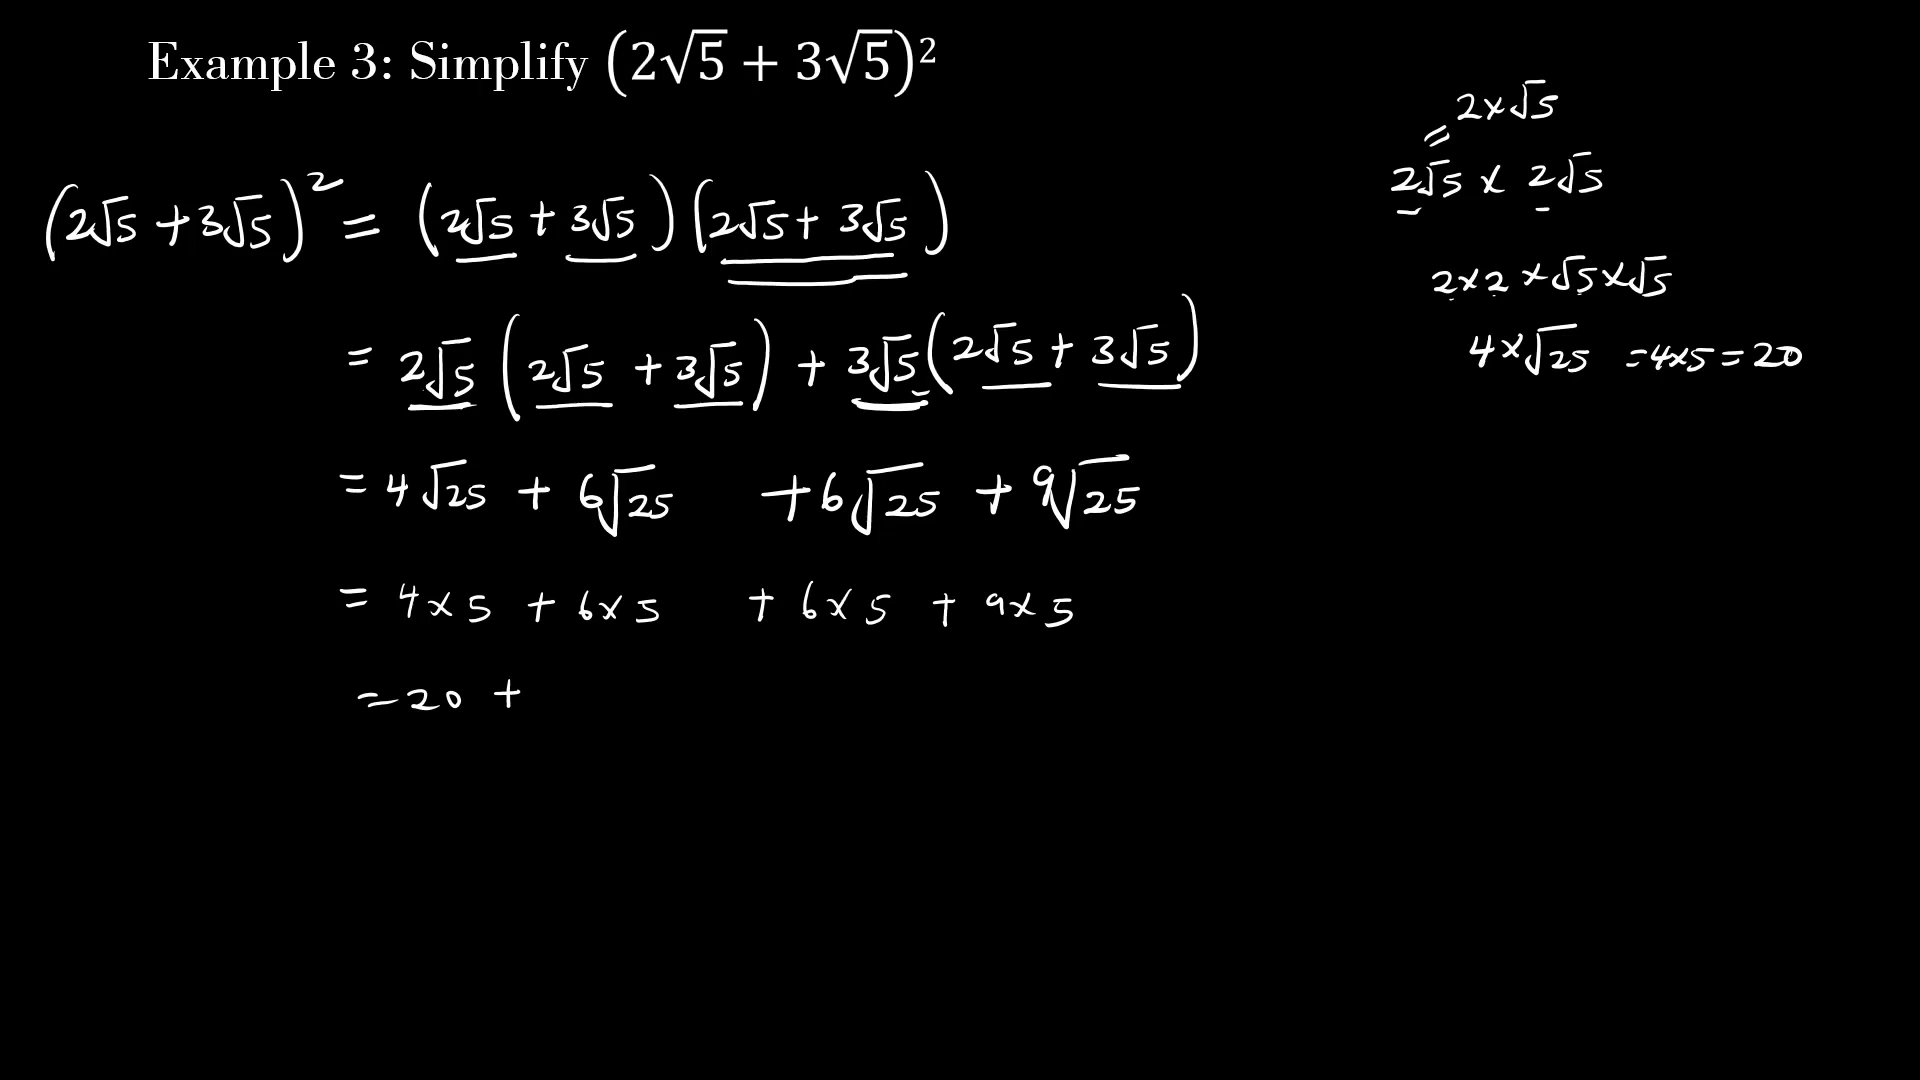 Example 3: Simplify (2√5 + 3√5)²
(2√5 + 3√5)² = (2√5 + 3√5)(2√5 + 3√5)
= 2√5 (2√5 + 3√5) + 3√5 (2√5 + 3√5)
= 4√25 + 6√25 + 6√25 + 9√25
= 4×5 + 6×5 + 6×5 + 9×5
= 20 +
2×√5
=
2√5 × 2√5
2×2 ×√5×√5
4×√25 = 4×5 = 20